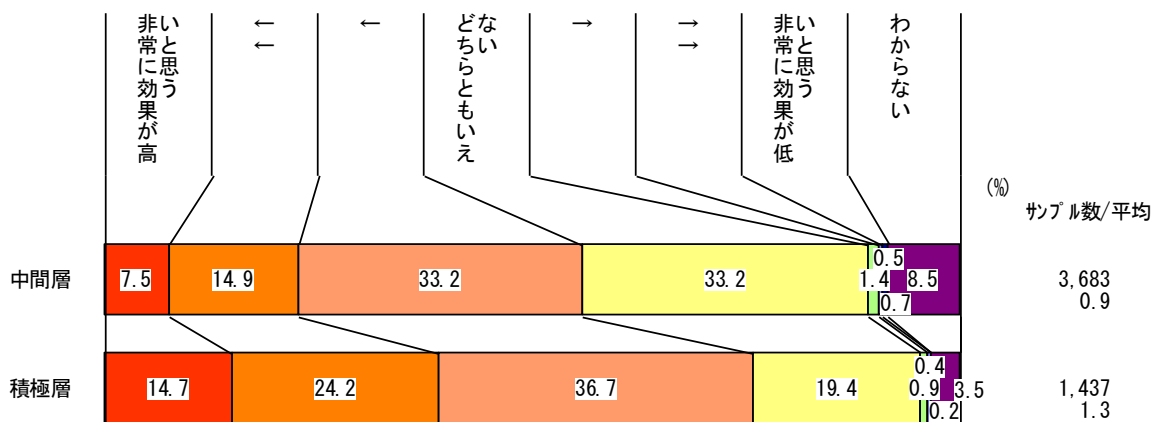 非常に効果が高
いと思う
←
←
←
どちらともいえ
ない
→
→
→
非常に効果が低
いと思う
わからない
(%)
ｻﾝﾌﾟﾙ数/平均
中間層 7.5 14.9 33.2 33.2 1.4 0.5 0.7 8.5 3,683
0.9
積極層 14.7 24.2 36.7 19.4 0.9 0.4 0.2 3.5 1,437
1.3